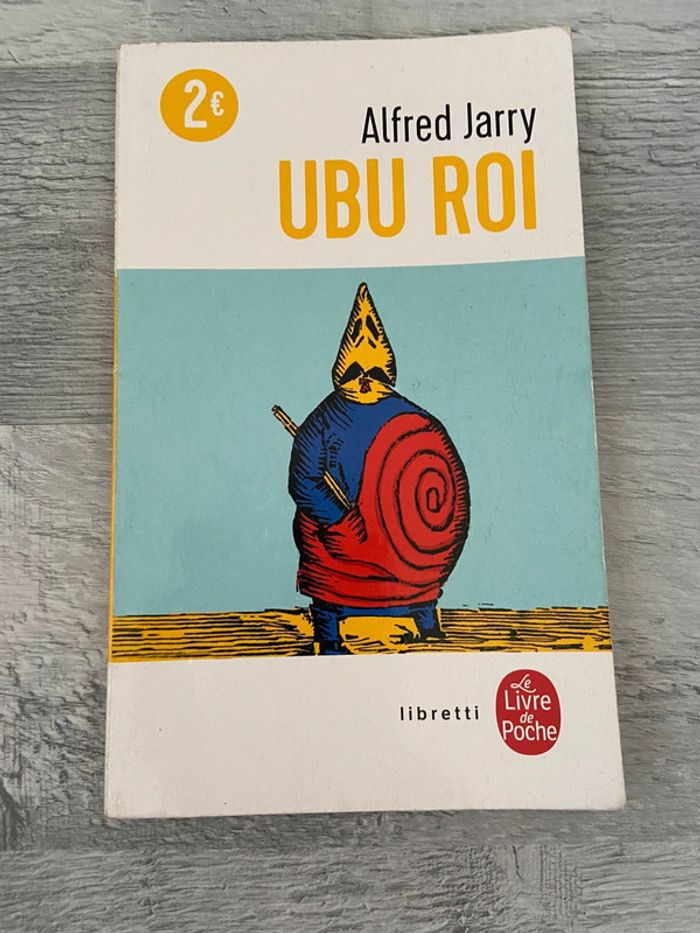 2€
Alfred Jarry
UBU ROI
libretti
Le
Livre
de
Poche